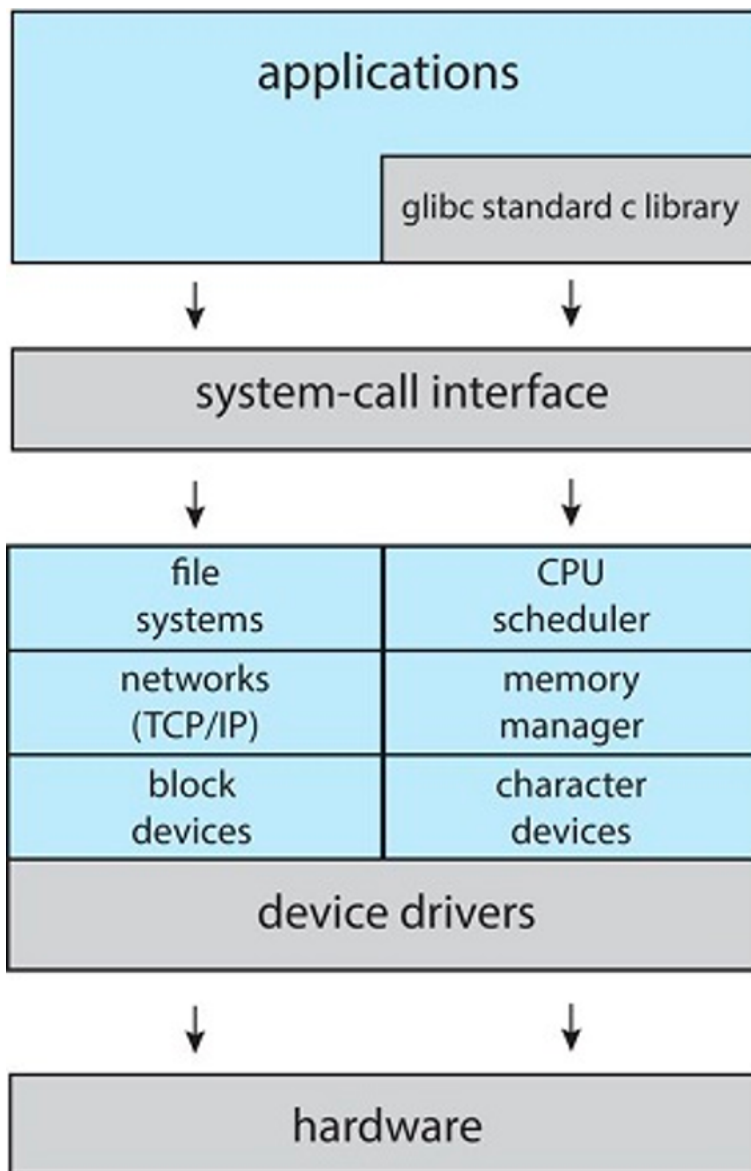 applications
glibc standard c library
system-call interface
file
systems
CPU
scheduler
networks
(TCP/IP)
memory
manager
block
devices
character
devices
device drivers
hardware